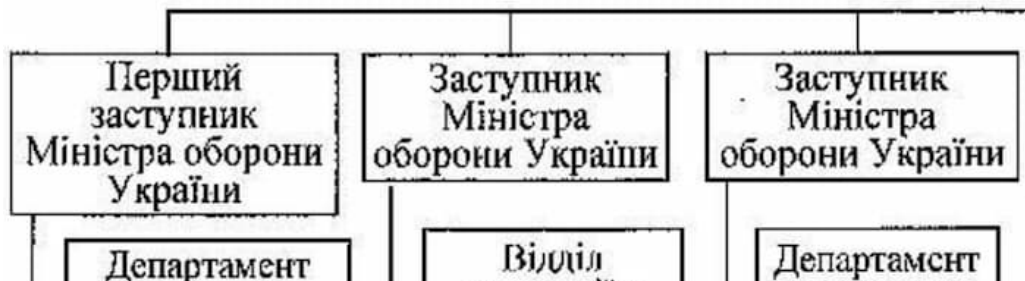 Перший
заступник
Міністра оборони
України
Заступник
Міністра
оборони України
Заступник
Міністра
оборони України
Департамент
Відділ
Департамент